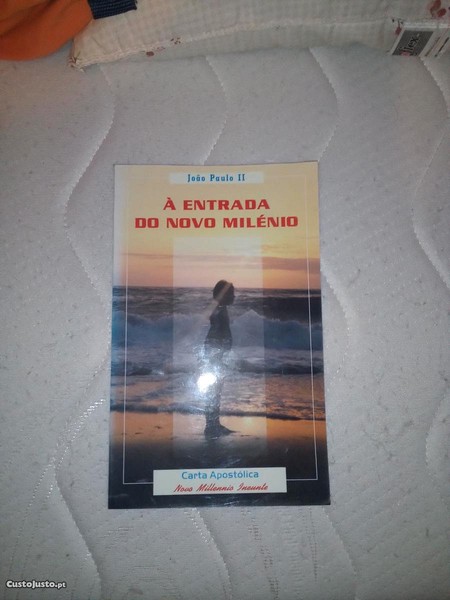 João Paulo II
À ENTRADA
DO NOVO MILÉNIO
Carta Apostólica
Novo Millennio Ineunte
CustoJusto.pt